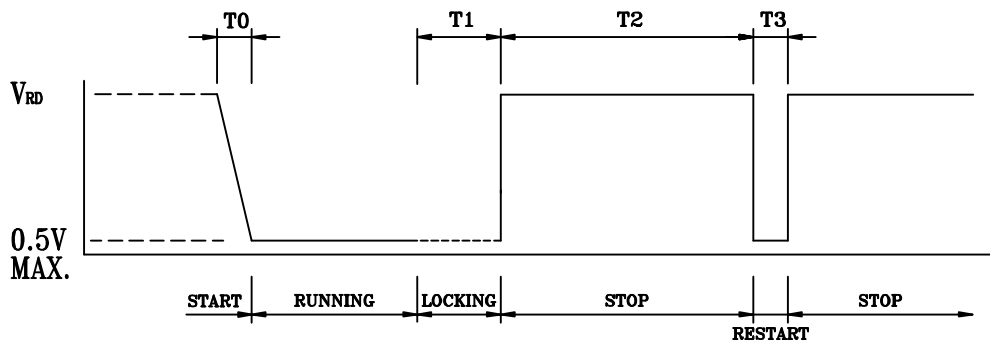 T0 T1 T2 T3
VRD
0.5V
MAX.
START RUNNING LOCKING STOP STOP
RESTART